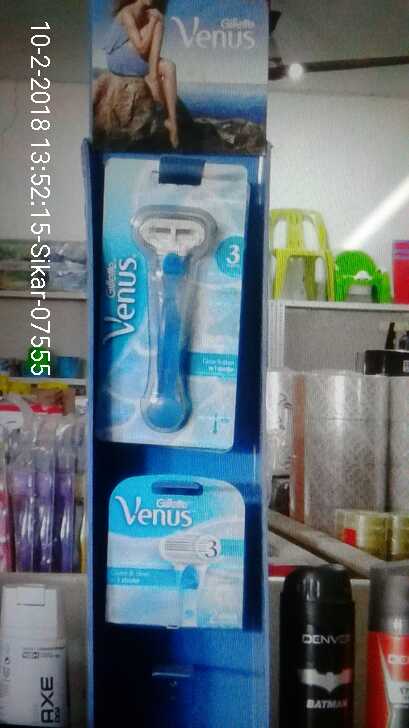 10-2-2018 13:52:15-Sikar-07555
Gillette
Venus
3
Gillette
Venus
Gillette
Venus
3
AXE
DENVER
BATMAN